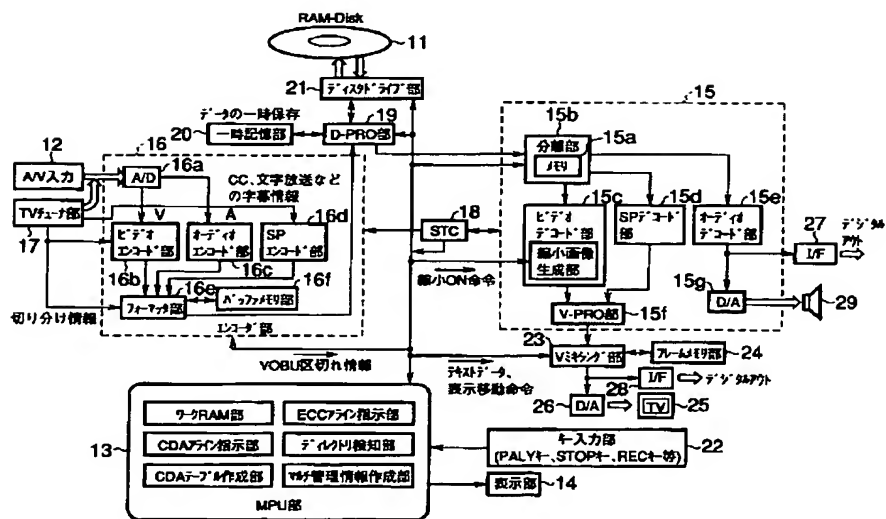 RAM-Disk
11
21
ディスクドライブ部
データの一時保存
19
20
一時記憶部
D-PRO部
12
A/V入力
TVチューナ部
17
16
16a
A/D
CC、文字放送など
の字幕情報
V
A
16d
ビデオ
エンコード部
オーディオ
エンコード部
SP
エンコード部
16b
16c
16f
16e
フォーマッタ部
バッファメモリ部
切り分け情報
エンコーダ部
VOBU区切れ情報
18
STC
縮小ON命令
15
15b
15a
分離部
メモリ
15c
15d
15e
ビデオ
デコード部
縮小画像
生成部
SPデコード部
オーディオ
デコード部
27
I/F
デジタル
アウト
15g
D/A
29
V-PRO部
15f
23
Vミキシング部
フレームメモリ部
24
テキストデータ、
表示移動命令
I/F
デジタルアウト
28
26
D/A
TV
25
13
ワークRAM部
ECCアライン指示部
CDAアライン指示部
ディレクトリ検知部
CDAテーブル作成部
マルチ管理情報作成部
MPU部
キー入力部
(PALYキー、STOPキー、RECキー等)
22
表示部
14